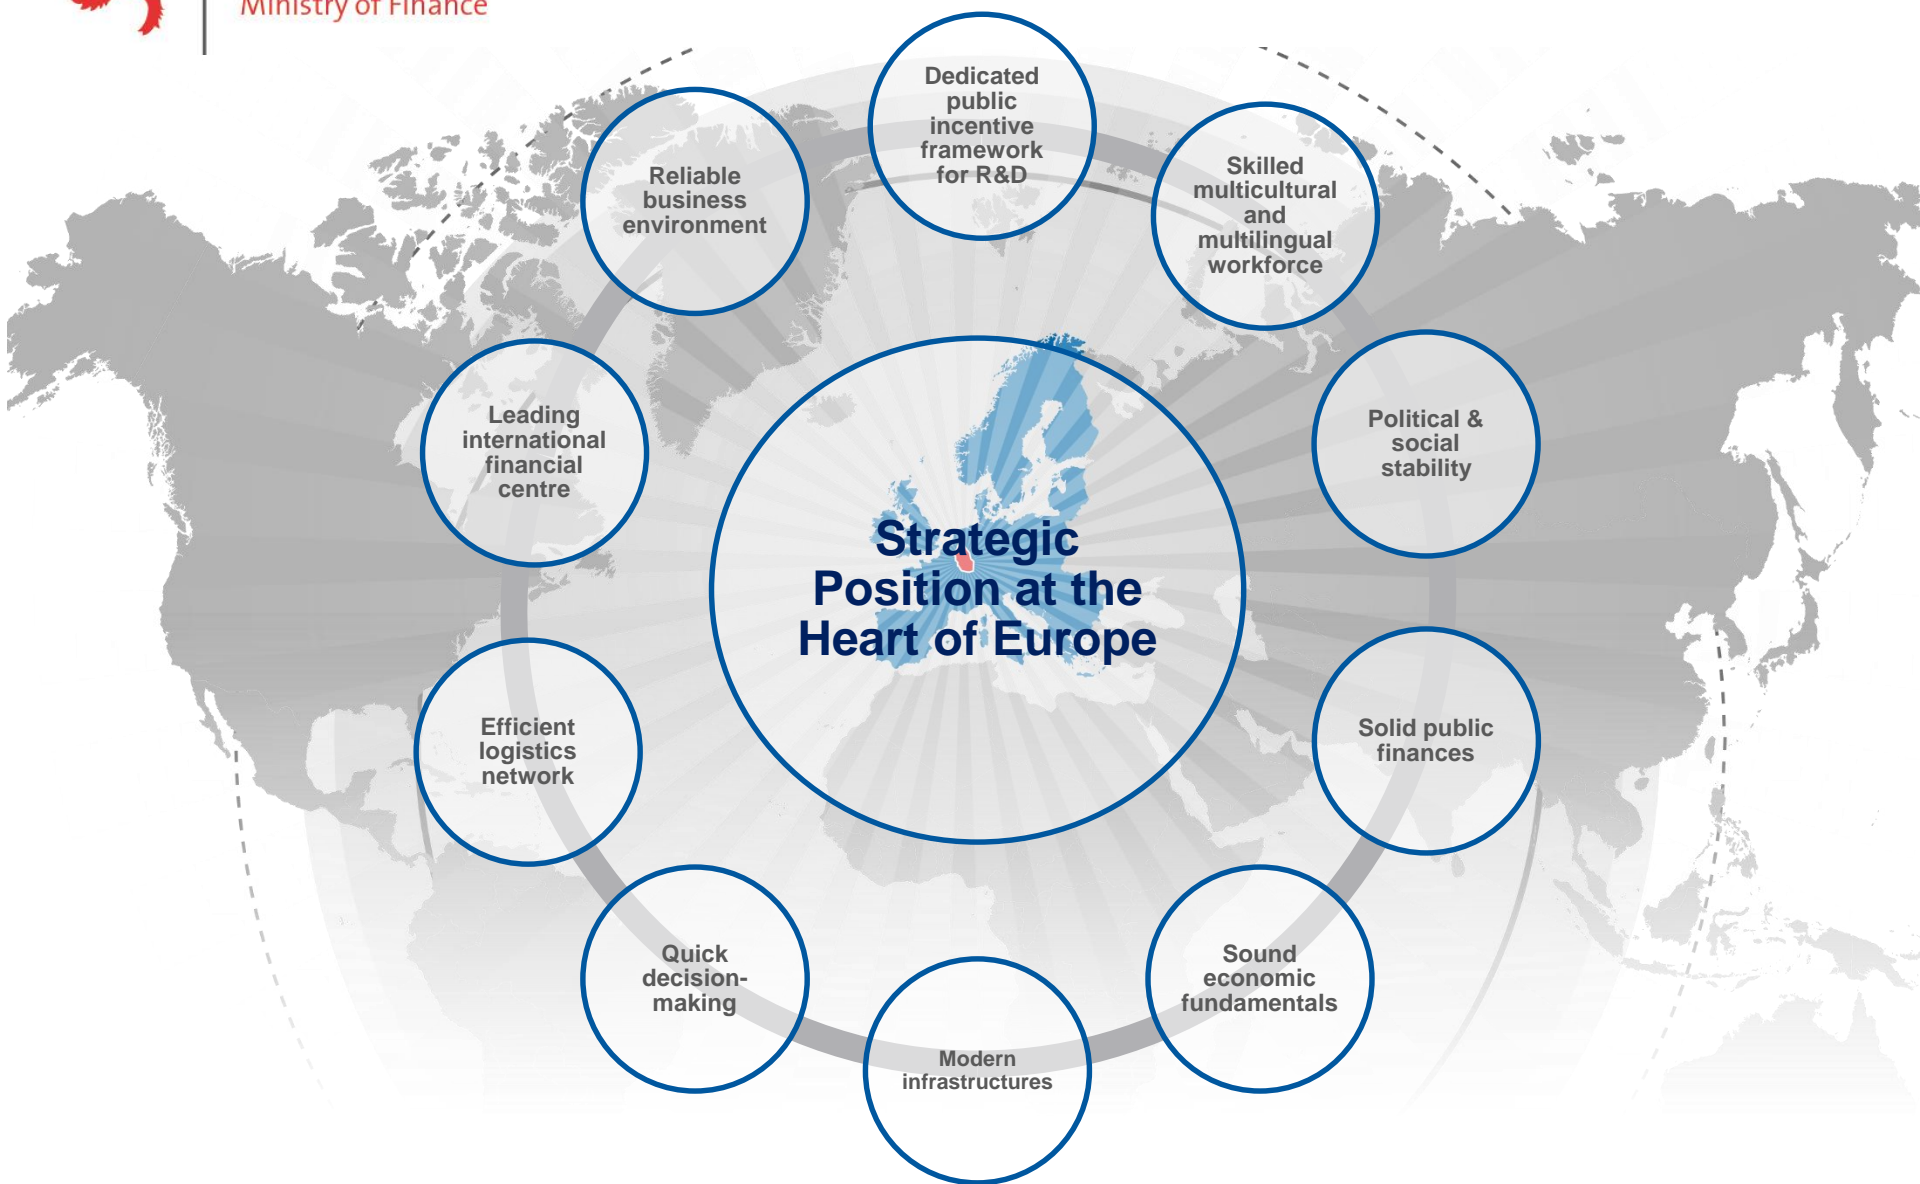 Ministry of Finance
Dedicated
public
incentive
framework
for R&D
Skilled
multicultural
and
multilingual
workforce
Political &
social
stability
Solid public
finances
Sound
economic
fundamentals
Modern
infrastructures
Quick
decision-
making
Efficient
logistics
network
Leading
international
financial
centre
Reliable
business
environment
Strategic
Position at the
Heart of Europe